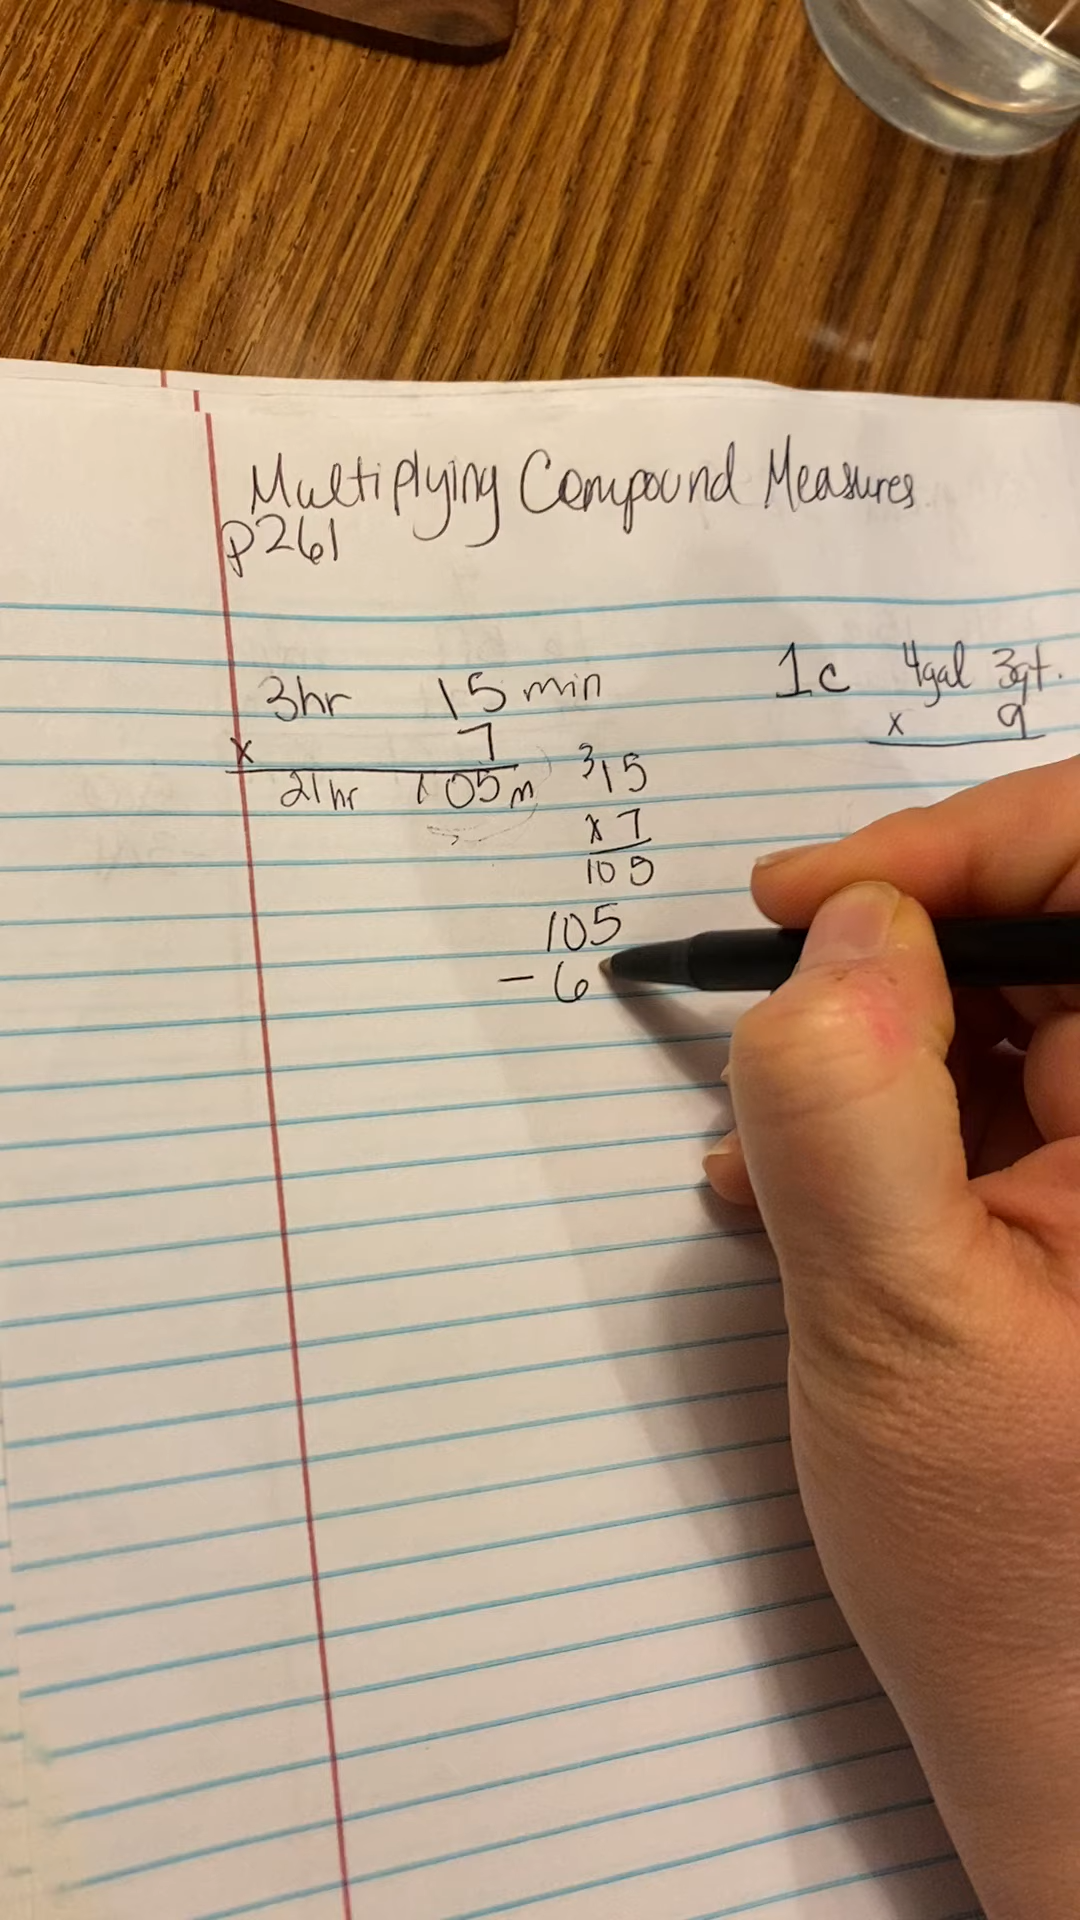 Multiplying Compound Measures
p261
3hr 15 min
x 7
21hr 105m
315
x 7
105
105
- 6
1c 4gal 3qt.
x 9